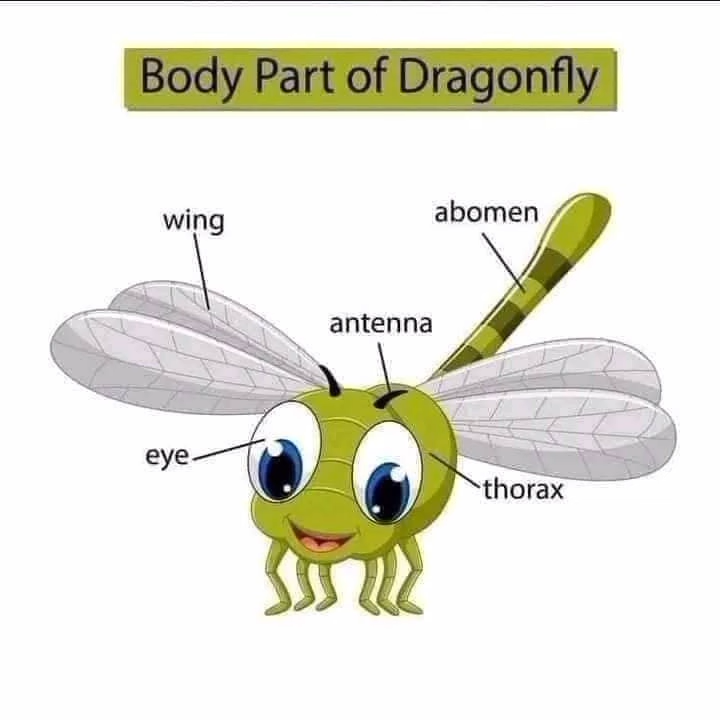 Body Part of Dragonfly
wing
abomen
antenna
eye
thorax